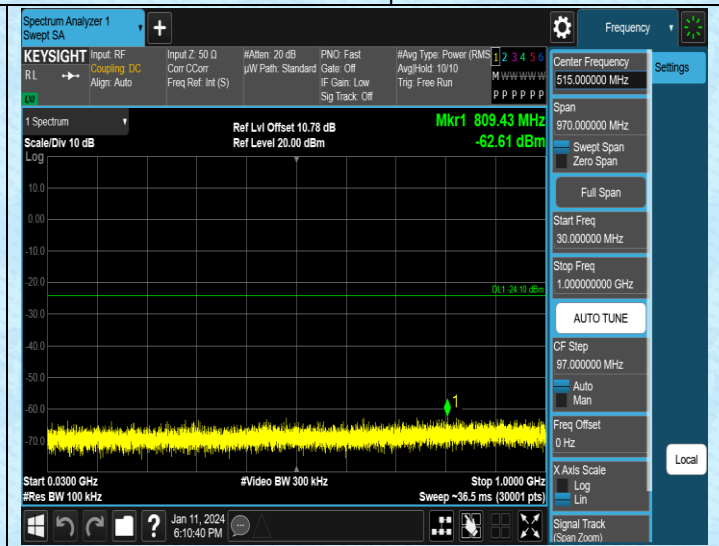 Spectrum Analyzer 1
Swept SA
Frequency
KEYSIGHT
Input: RF
Coupling: DC
Align: Auto
Input Z: 50 Ω
Corr CCorr
Freq Ref: Int (S)
#Atten: 20 dB
µW Path: Standard
PNO: Fast
Gate: Off
IF Gain: Low
Sig Track: Off
#Avg Type: Power (RMS
Avg|Hold: 10/10
Trig: Free Run
1 2 3 4 5 6
M W W W W W
P P P P P P
R L
LXI
1 Spectrum
Scale/Div 10 dB
Ref Lvl Offset 10.78 dB
Ref Level 20.00 dBm
Mkr1 809.43 MHz
-62.61 dBm
Log
10.0
0.00
-10.0
-20.0
DL1 -24.10 dBm
-30.0
-40.0
-50.0
-60.0
1
-70.0
Start 0.0300 GHz
#Res BW 100 kHz
#Video BW 300 kHz
Stop 1.0000 GHz
Sweep ~36.5 ms (30001 pts)
Jan 11, 2024
6:10:40 PM
Center Frequency
515.000000 MHz
Settings
Span
970.000000 MHz
Swept Span
Zero Span
Full Span
Start Freq
30.000000 MHz
Stop Freq
1.000000000 GHz
AUTO TUNE
CF Step
97.000000 MHz
Auto
Man
Freq Offset
0 Hz
X Axis Scale
Log
Lin
Local
Signal Track
(Span Zoom)